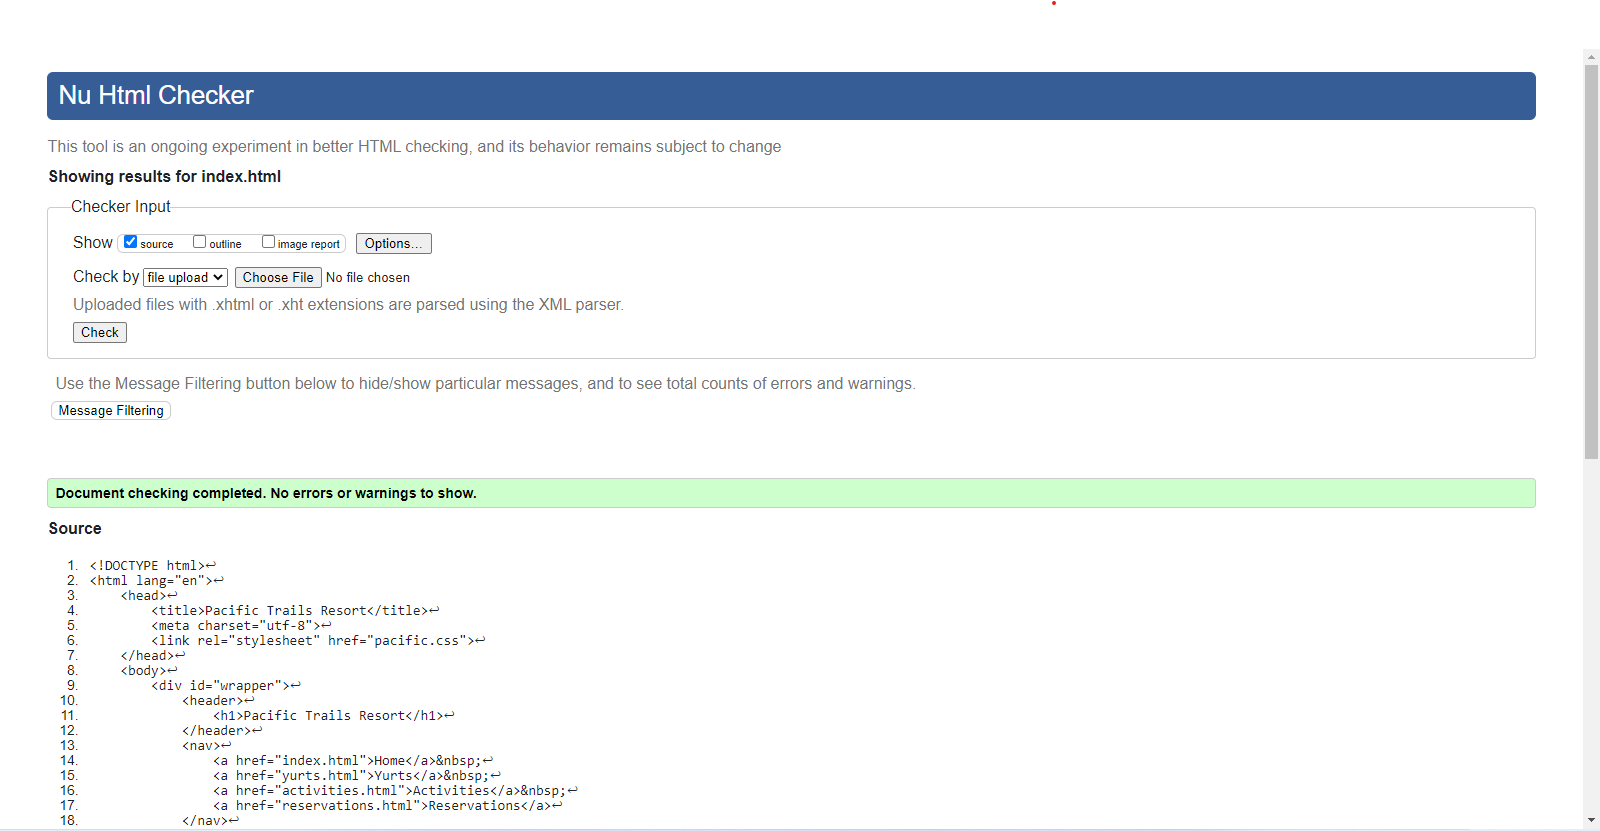 Nu Html Checker
This tool is an ongoing experiment in better HTML checking, and its behavior remains subject to change
Showing results for index.html
Checker Input
Show source outline image report Options...
Check by file upload Choose File No file chosen
Uploaded files with .xhtml or .xht extensions are parsed using the XML parser.
Check
Use the Message Filtering button below to hide/show particular messages, and to see total counts of errors and warnings.
Message Filtering
Document checking completed. No errors or warnings to show.
Source
1. <!DOCTYPE html>↩
2. <html lang="en">↩
3.     <head>↩
4.         <title>Pacific Trails Resort</title>↩
5.         <meta charset="utf-8">↩
6.         <link rel="stylesheet" href="pacific.css">↩
7.     </head>↩
8.     <body>↩
9.         <div id="wrapper">↩
10.             <header>↩
11.                 <h1>Pacific Trails Resort</h1>↩
12.             </header>↩
13.             <nav>↩
14.                 <a href="index.html">Home</a>&nbsp;↩
15.                 <a href="yurts.html">Yurts</a>&nbsp;↩
16.                 <a href="activities.html">Activities</a>&nbsp;↩
17.                 <a href="reservations.html">Reservations</a>↩
18.             </nav>↩